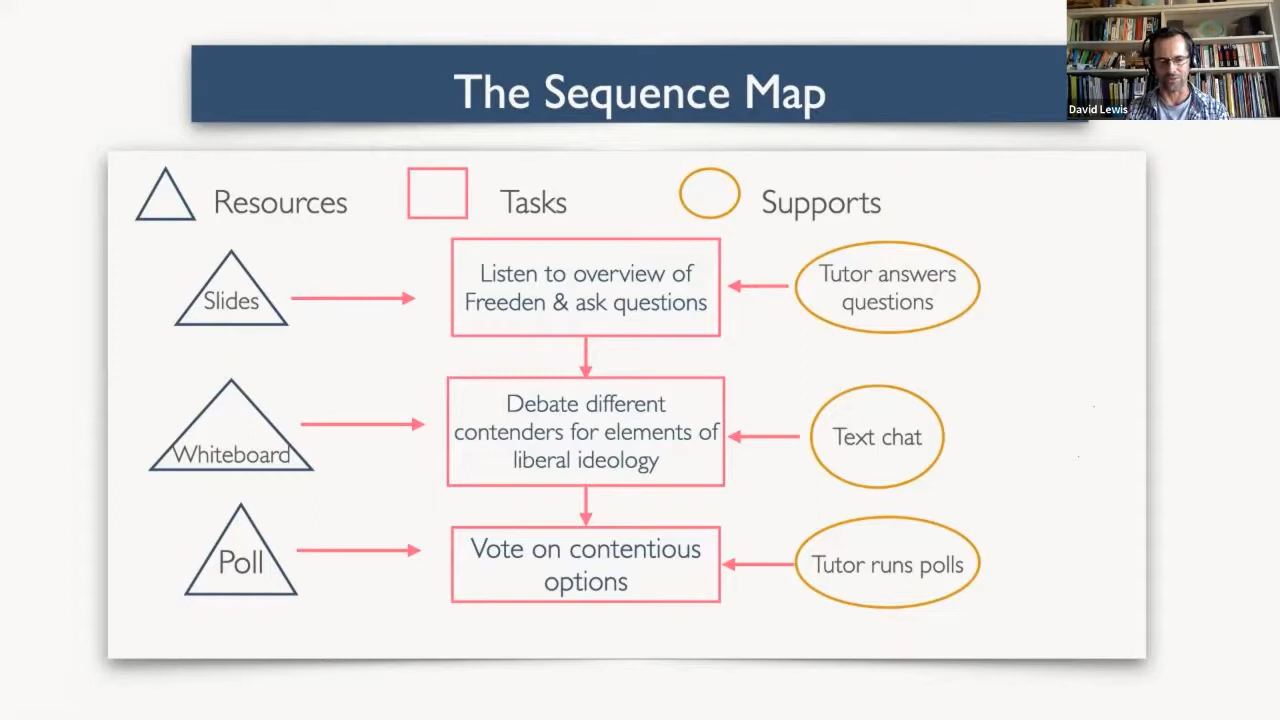 The Sequence Map
David Lewis
Resources
Tasks
Supports
Slides
Listen to overview of
Freeden & ask questions
Tutor answers
questions
Whiteboard
Debate different
contenders for elements of
liberal ideology
Text chat
Poll
Vote on contentious
options
Tutor runs polls